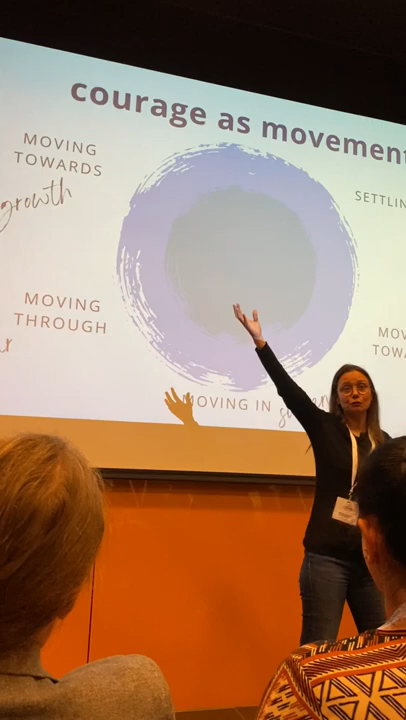 courage as movement
MOVING
TOWARDS
growth
SETTLIN
MOVING
THROUGH
MOV
TOWA
MOVING IN